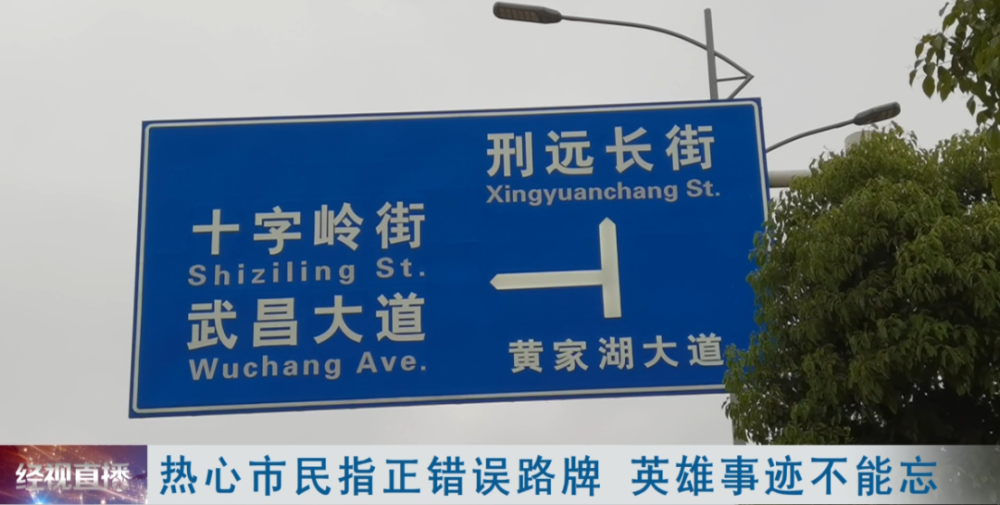 刑远长街
Xingyuanchang St.
十字岭街
Shiziling St.
武昌大道
Wuchang Ave.
黄家湖大道
经视直播
热心市民指正错误路牌 英雄事迹不能忘